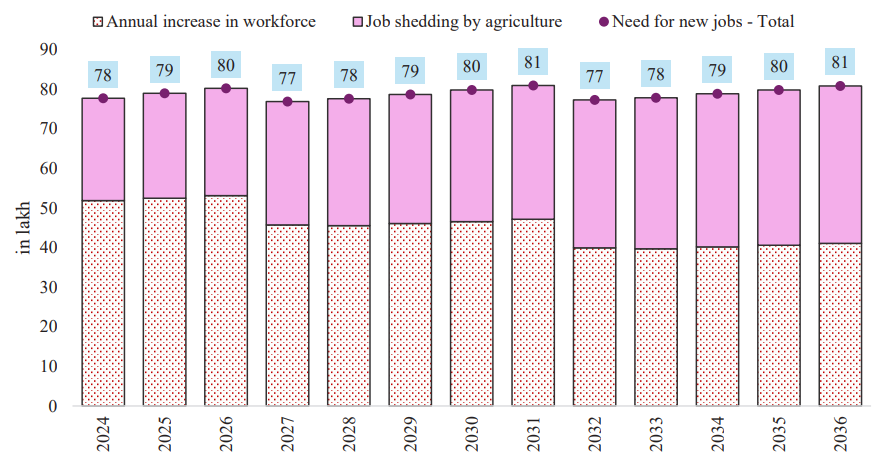 Annual increase in workforce Job shedding by agriculture Need for new jobs - Total
90
80
70
60
50
40
30
20
10
0
in lakh
78 79 80 77 78 79 80 81 77 78 79 80 81
2024 2025 2026 2027 2028 2029 2030 2031 2032 2033 2034 2035 2036